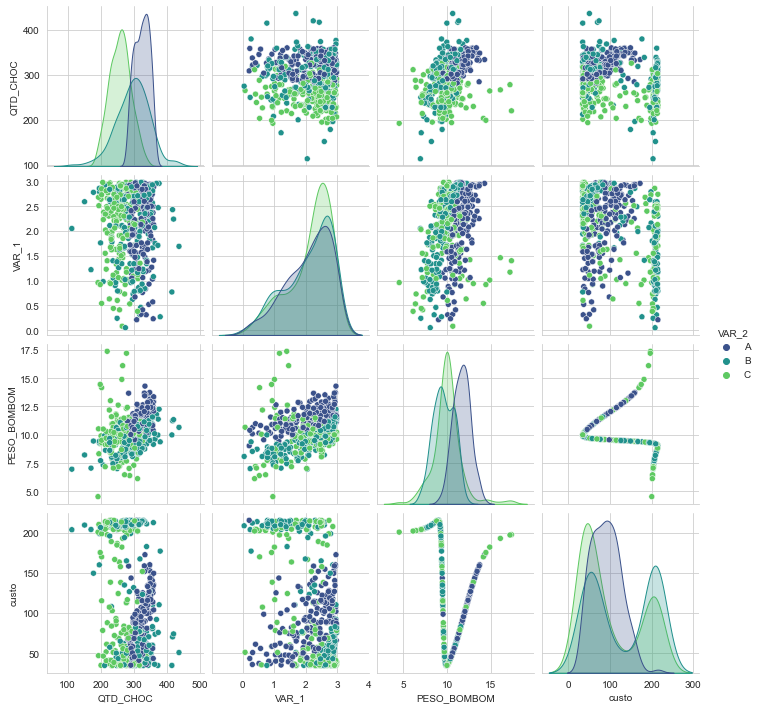 400
300
200
100
QTD_CHOC
3.0
2.5
2.0
1.5
1.0
0.5
0.0
VAR_1
VAR_2
A
B
C
17.5
15.0
12.5
10.0
7.5
5.0
PESO_BOMBOM
200
150
100
50
custo
100 200 300 400 500
QTD_CHOC
0 1 2 3 4
VAR_1
5 10 15
PESO_BOMBOM
0 100 200 300
custo